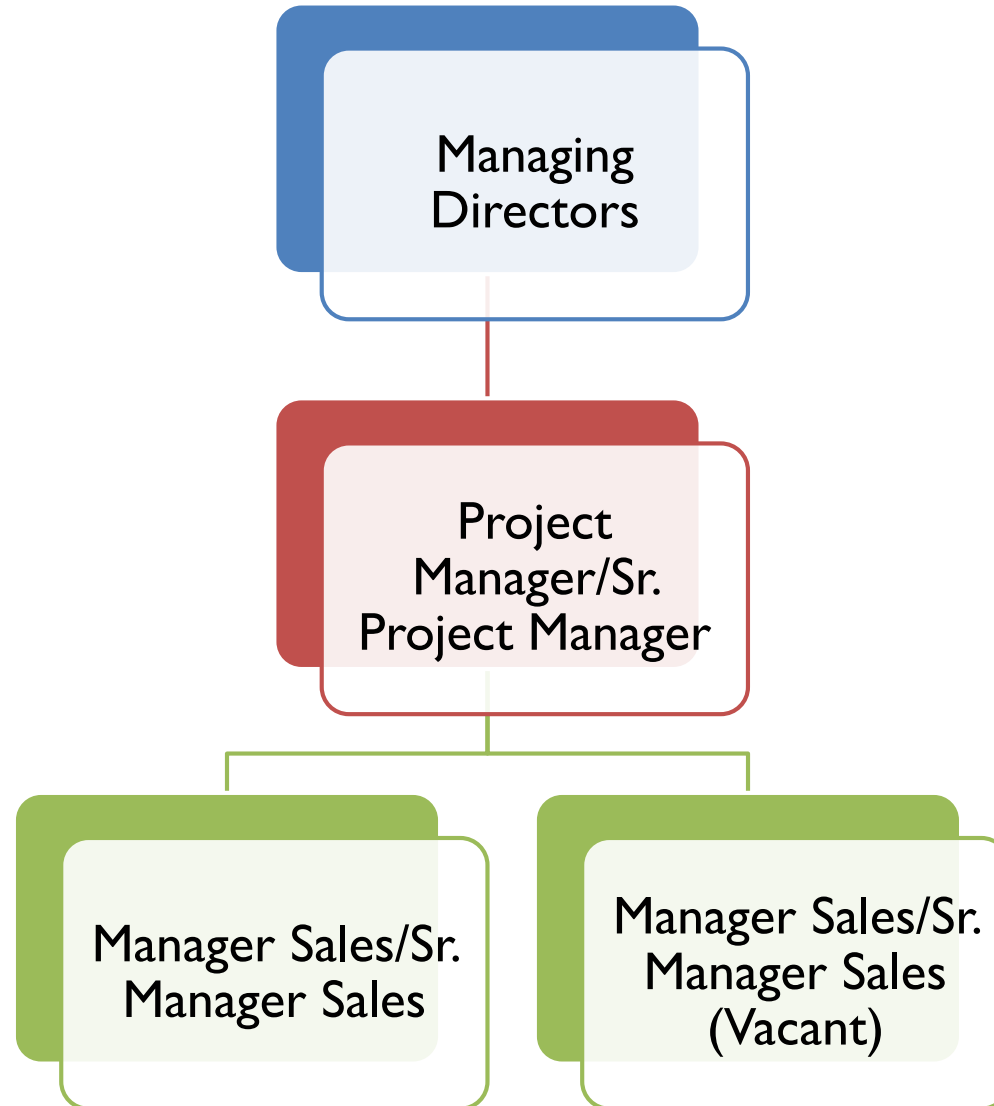 Managing
Directors
Project
Manager/Sr.
Project Manager
Manager Sales/Sr.
Manager Sales
Manager Sales/Sr.
Manager Sales
(Vacant)